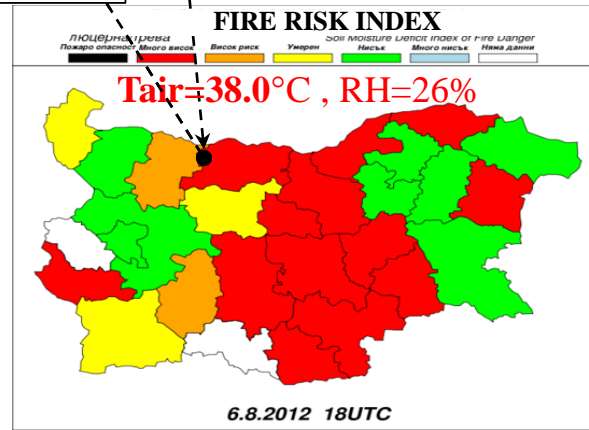 FIRE RISK INDEX
люцерна/трева Soil Moisture Deficit Index of Fire Danger
Пожаро опасност Много висок Висок риск Умерен Нисък Много нисък Няма данни
Tair=38.0°C , RH=26%
6.8.2012 18UTC